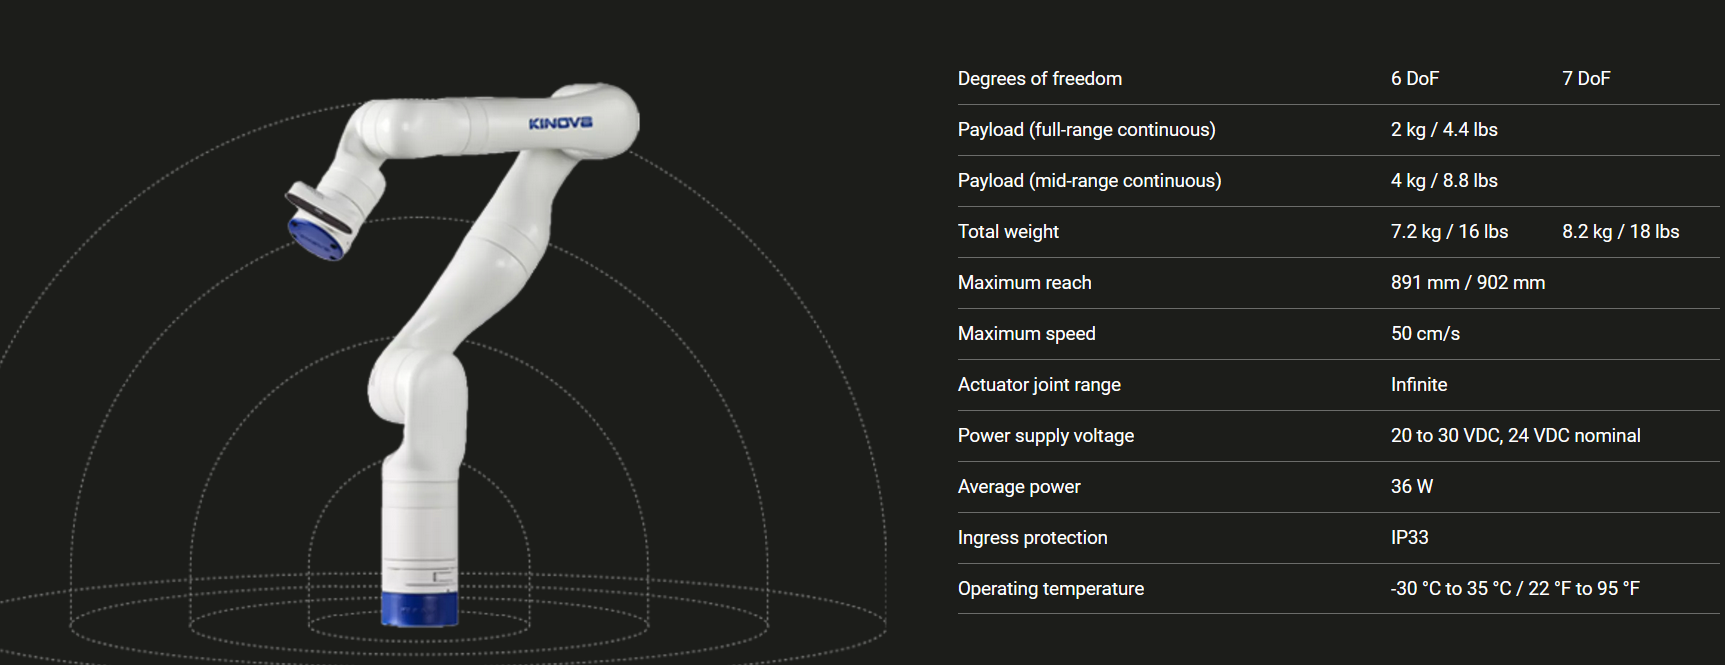 KINOVA
Degrees of freedom 6 DoF 7 DoF
Payload (full-range continuous) 2 kg / 4.4 lbs
Payload (mid-range continuous) 4 kg / 8.8 lbs
Total weight 7.2 kg / 16 lbs 8.2 kg / 18 lbs
Maximum reach 891 mm / 902 mm
Maximum speed 50 cm/s
Actuator joint range Infinite
Power supply voltage 20 to 30 VDC, 24 VDC nominal
Average power 36 W
Ingress protection IP33
Operating temperature -30 °C to 35 °C / 22 °F to 95 °F